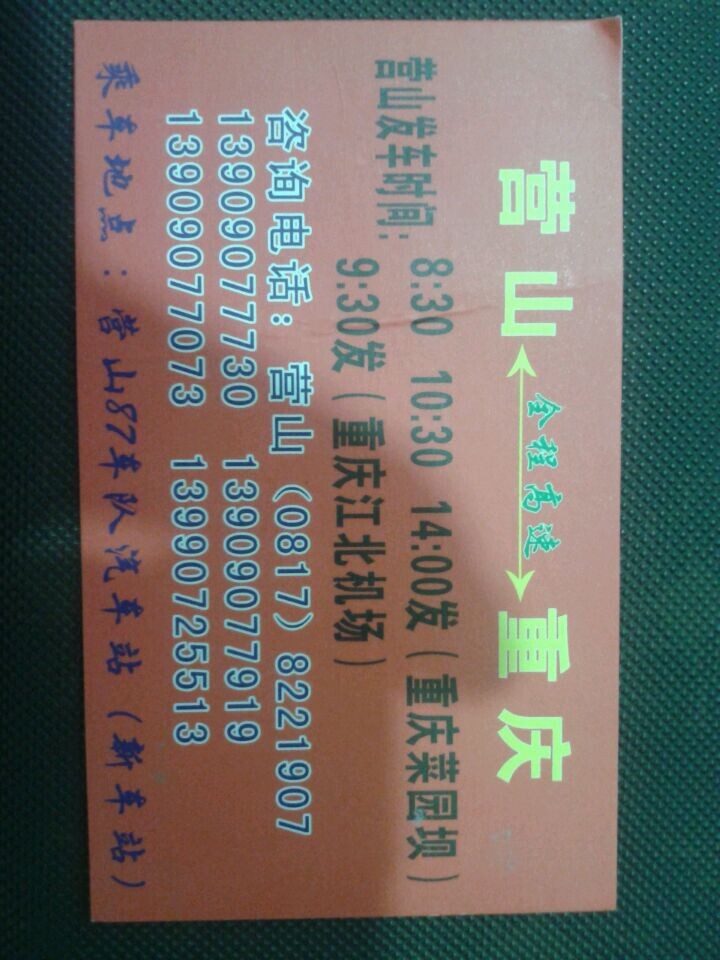 营山 全程高速 重庆
营山发车时间: 8:30 10:30 14:00发(重庆菜园坝)
9:30发(重庆江北机场)
咨询电话: 营山 (0817) 8221907
13909077730 13909077919
13909077073 13990725513
乘车地点:营山87车队汽车站(新车站)